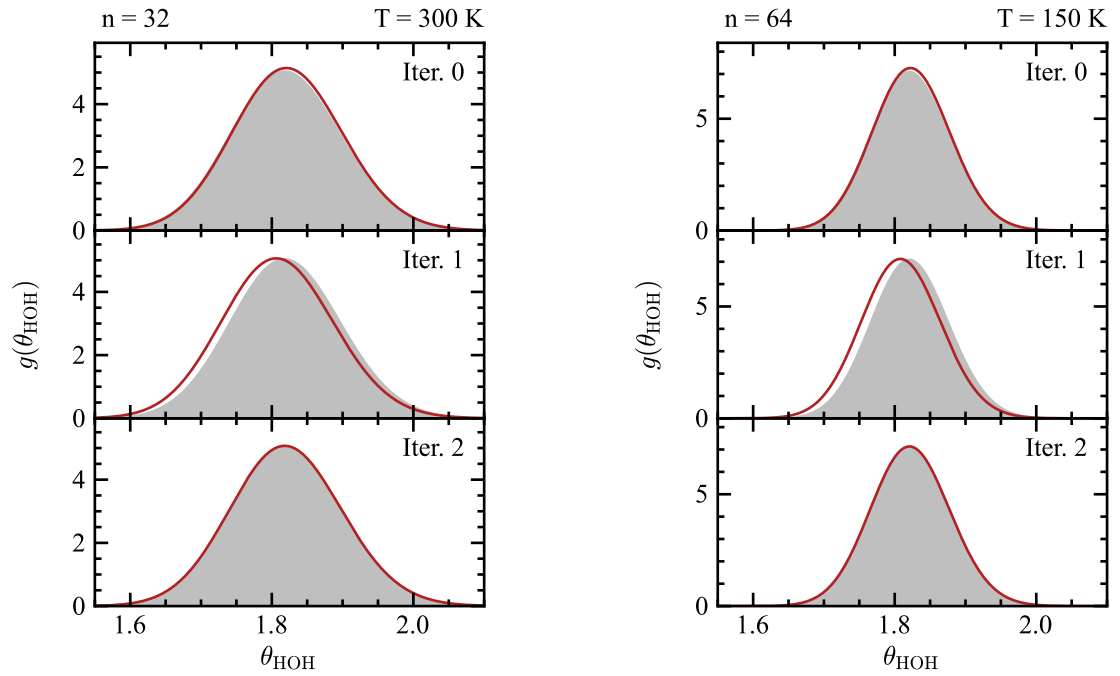 n = 32 T = 300 K
Iter. 0
4
2
0
Iter. 1
4
2
0
g(θHOH)
Iter. 2
4
2
0
1.6 1.8 2.0
θHOH
n = 64 T = 150 K
Iter. 0
5
0
Iter. 1
5
0
g(θHOH)
Iter. 2
5
0
1.6 1.8 2.0
θHOH